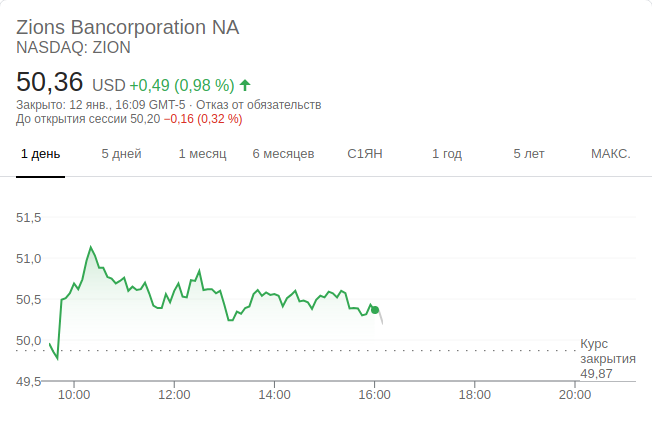 Zions Bancorporation NA
NASDAQ: ZION
50,36 USD +0,49 (0,98 %)
Закрыто: 12 янв., 16:09 GMT-5 · Отказ от обязательств
До открытия сессии 50,20 −0,16 (0,32 %)
1 день 5 дней 1 месяц 6 месяцев С1ЯН 1 год 5 лет МАКС.
51,5
51,0
50,5
50,0
Курс
закрытия
49,87
49,5
10:00 12:00 14:00 16:00 18:00 20:00